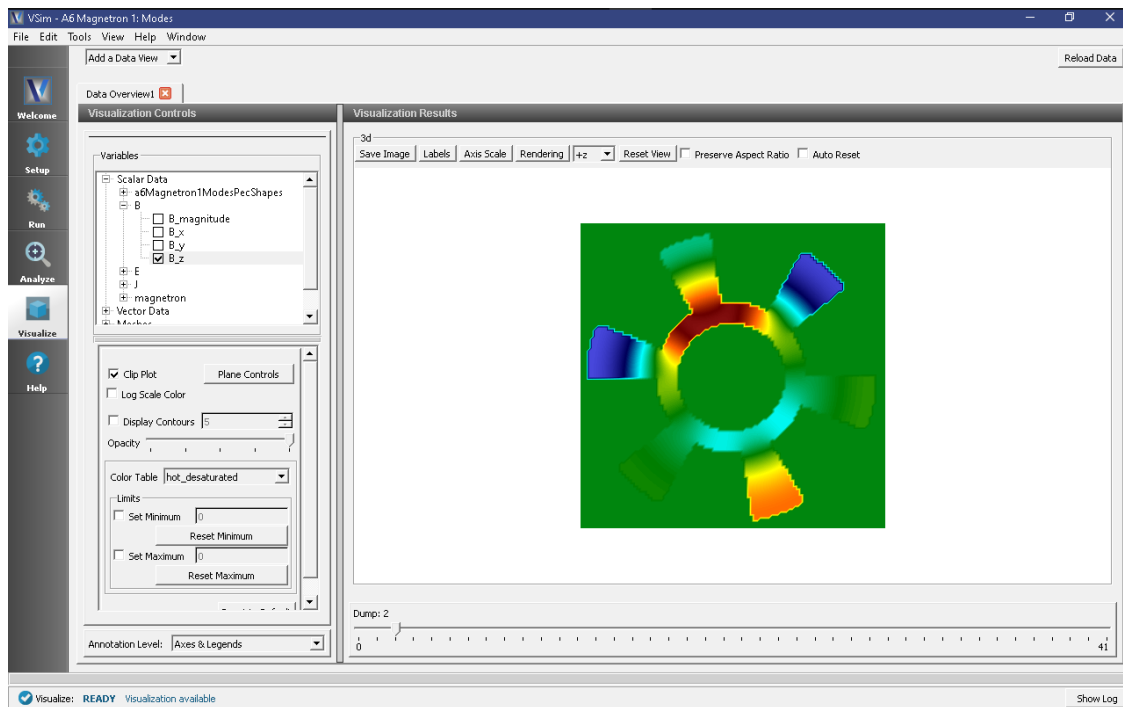 VSim - A6 Magnetron 1: Modes
File Edit Tools View Help Window
Add a Data View
Reload Data
Data Overview1
Welcome
Setup
Run
Analyze
Visualize
Help
Visualization Controls
Variables
Scalar Data
a6Magnetron1ModesPecShapes
B
B_magnitude
B_x
B_y
B_z
E
J
magnetron
Vector Data
Clip Plot
Plane Controls
Log Scale Color
Display Contours 5
Opacity
Color Table hot_desaturated
Limits
Set Minimum 0
Reset Minimum
Set Maximum 0
Reset Maximum
Annotation Level: Axes & Legends
Visualization Results
3d
Save Image Labels Axis Scale Rendering +z Reset View Preserve Aspect Ratio Auto Reset
Dump: 2
0 41
Visualize: READY Visualization available
Show Log